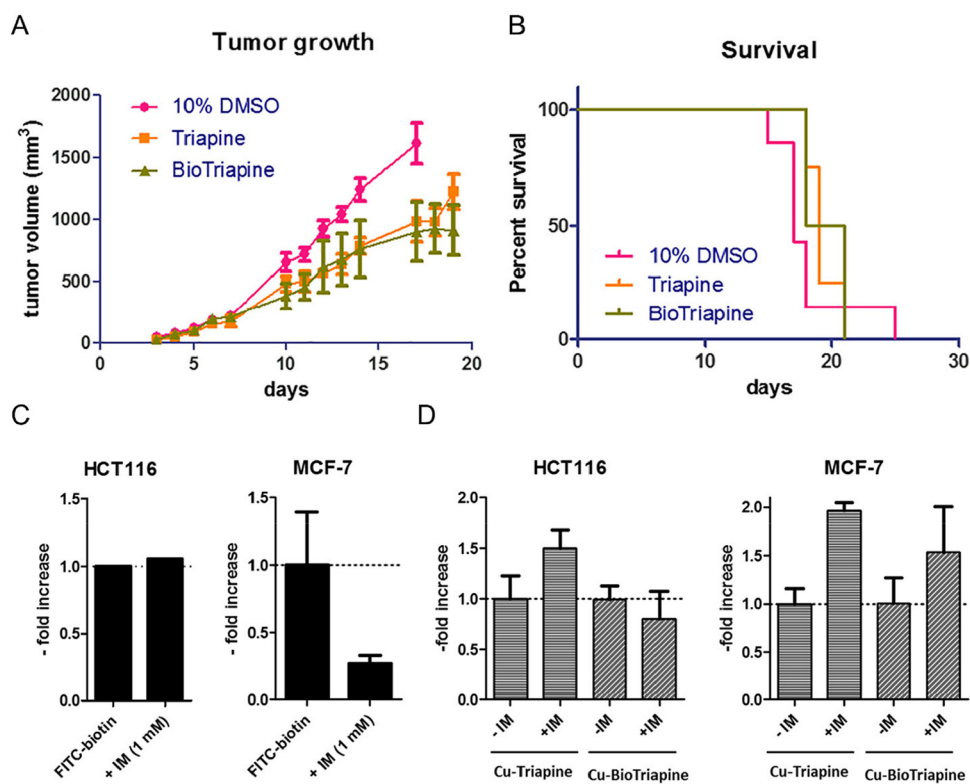 A
Tumor growth
2000
1500
1000
500
0
tumor volume (mm³)
10% DMSO
Triapine
BioTriapine
0 5 10 15 20
days
B
Survival
100
50
0
Percent survival
10% DMSO
Triapine
BioTriapine
0 10 20 30
days
C
HCT116
1.5
1.0
0.5
0.0
- fold increase
FITC-biotin
+ IM (1 mM)
MCF-7
1.5
1.0
0.5
0.0
- fold increase
FITC-biotin
+ IM (1 mM)
D
HCT116
2.0
1.5
1.0
0.5
0.0
-fold increase
- IM +IM -IM +IM
Cu-Triapine Cu-BioTriapine
MCF-7
2.0
1.5
1.0
0.5
0.0
-fold increase
- IM +IM -IM +IM
Cu-Triapine Cu-BioTriapine